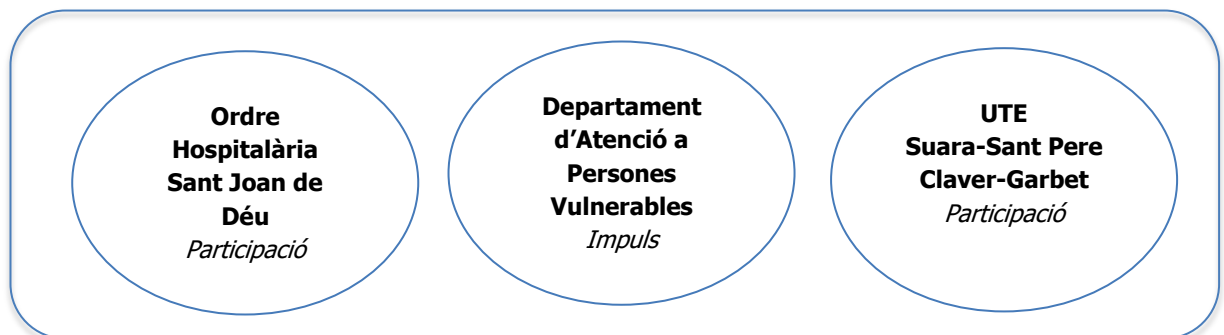 Ordre
Hospitalària
Sant Joan de
Déu
Participació
Departament
d'Atenció a
Persones
Vulnerables
Impuls
UTE
Suara-Sant Pere
Claver-Garbet
Participació